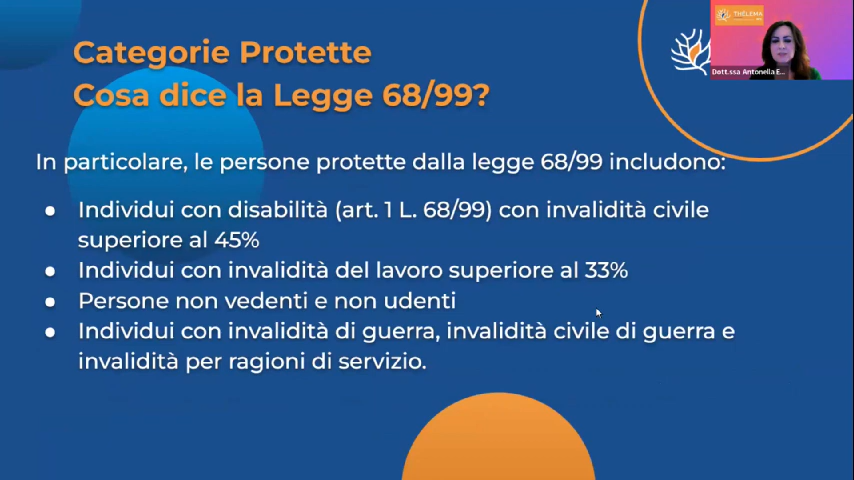 Categorie Protette
Cosa dice la Legge 68/99?
THÉLEMA
Dott.ssa Antonella E...
In particolare, le persone protette dalla legge 68/99 includono:
● Individui con disabilità (art. 1 L. 68/99) con invalidità civile
superiore al 45%
● Individui con invalidità del lavoro superiore al 33%
● Persone non vedenti e non udenti
● Individui con invalidità di guerra, invalidità civile di guerra e
invalidità per ragioni di servizio.